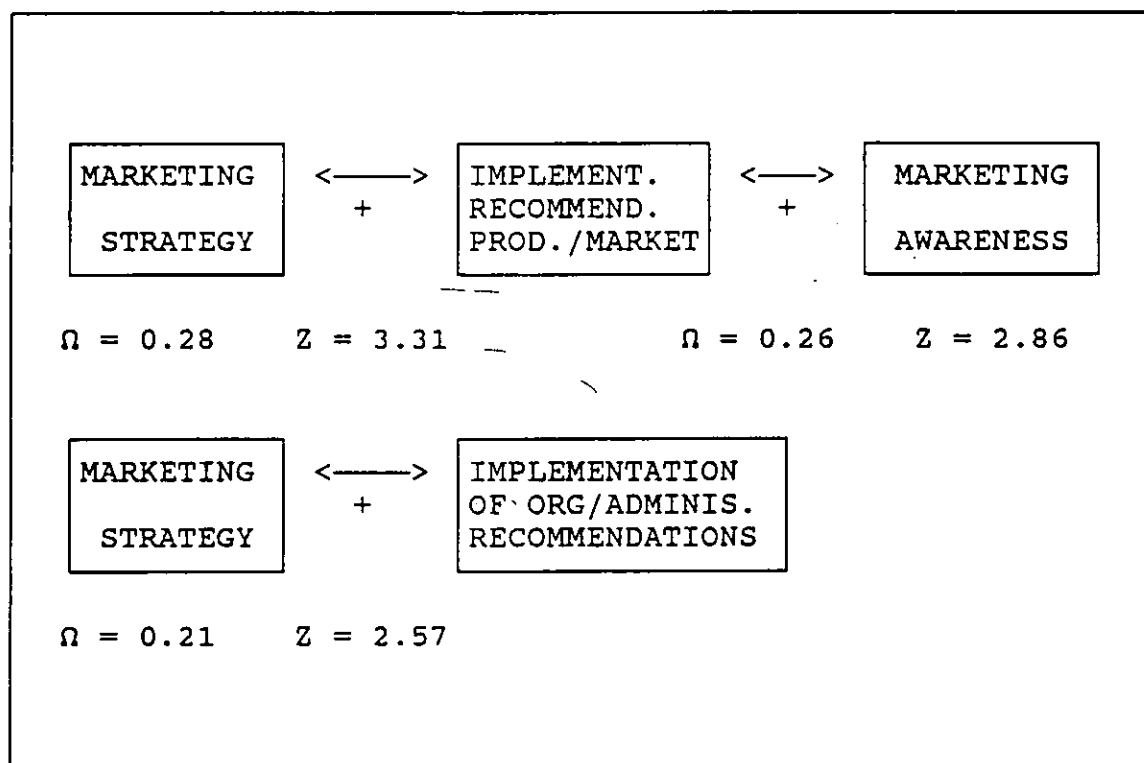 MARKETING <——> IMPLEMENT. <——> MARKETING
+ RECOMMEND. +
STRATEGY PROD./MARKET AWARENESS
Ω = 0.28 Z = 3.31 Ω = 0.26 Z = 2.86
MARKETING <——> IMPLEMENTATION
+ OF ORG/ADMINIS.
STRATEGY RECOMMENDATIONS
Ω = 0.21 Z = 2.57